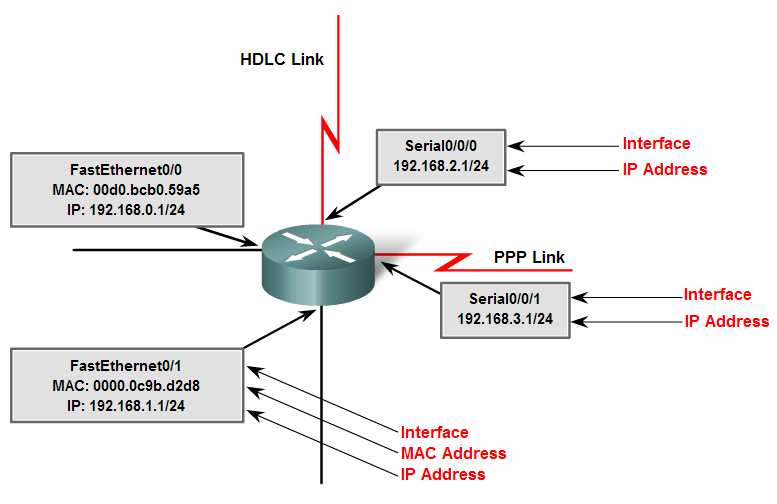 HDLC Link
Serial0/0/0
192.168.2.1/24
Interface
IP Address
FastEthernet0/0
MAC: 00d0.bcb0.59a5
IP: 192.168.0.1/24
PPP Link
Serial0/0/1
192.168.3.1/24
Interface
IP Address
FastEthernet0/1
MAC: 0000.0c9b.d2d8
IP: 192.168.1.1/24
Interface
MAC Address
IP Address